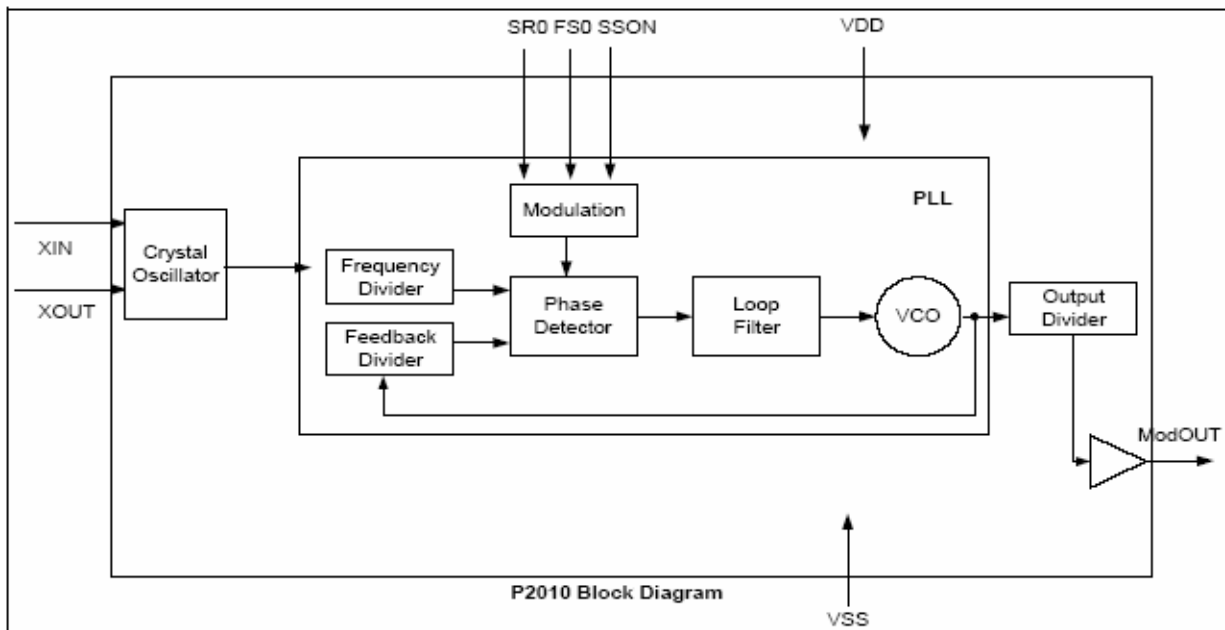 SR0 FS0 SSON
VDD
PLL
Modulation
XIN
Crystal
Oscillator
XOUT
Frequency
Divider
Feedback
Divider
Phase
Detector
Loop
Filter
VCO
Output
Divider
ModOUT
P2010 Block Diagram
VSS